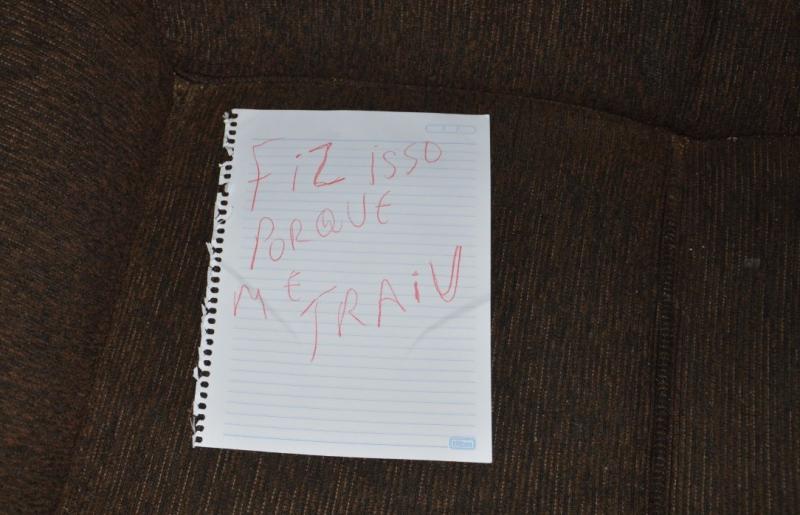 FiZ isso
PORQUE
ME TRAiU